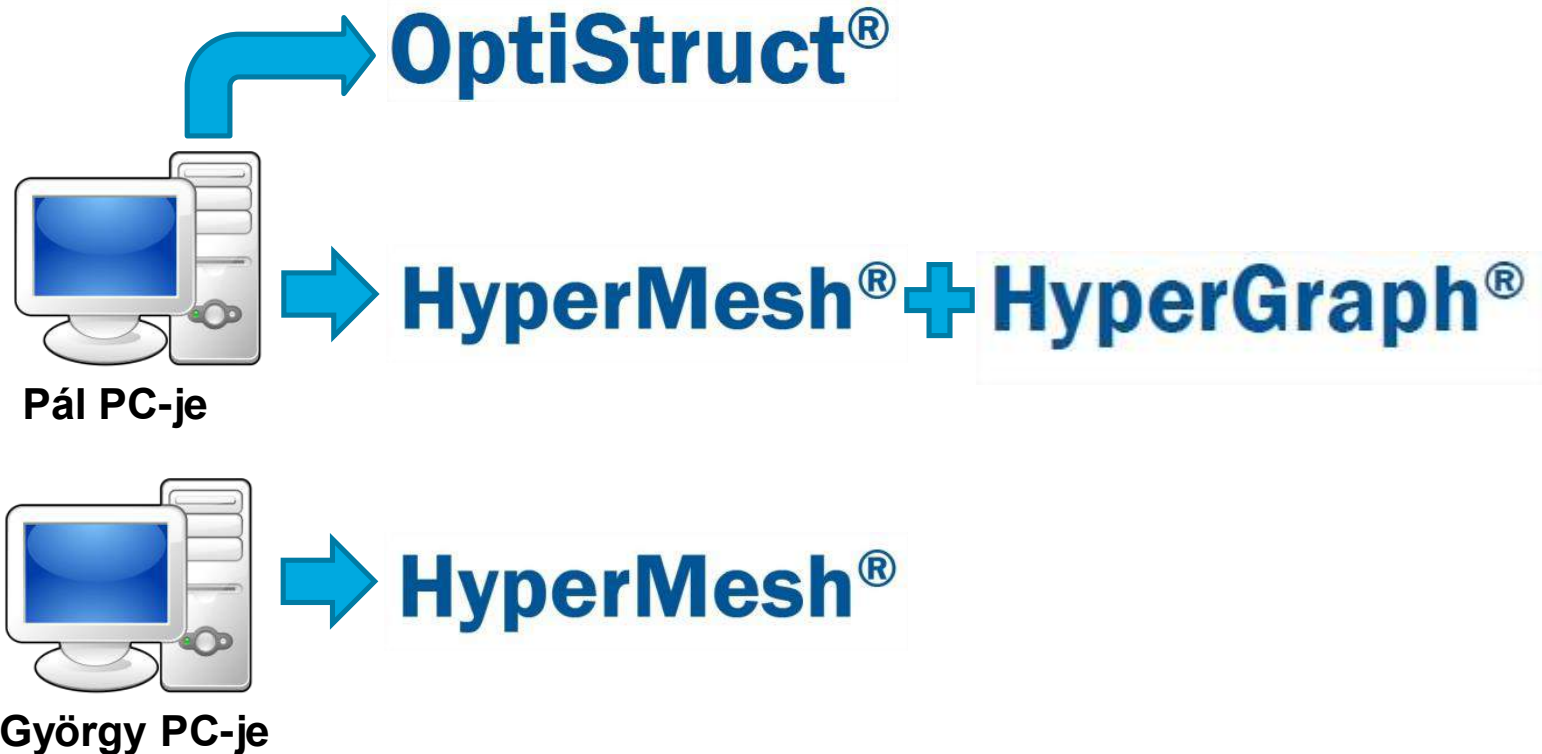 OptiStruct®
HyperMesh® + HyperGraph®
Pál PC-je
HyperMesh®
György PC-je